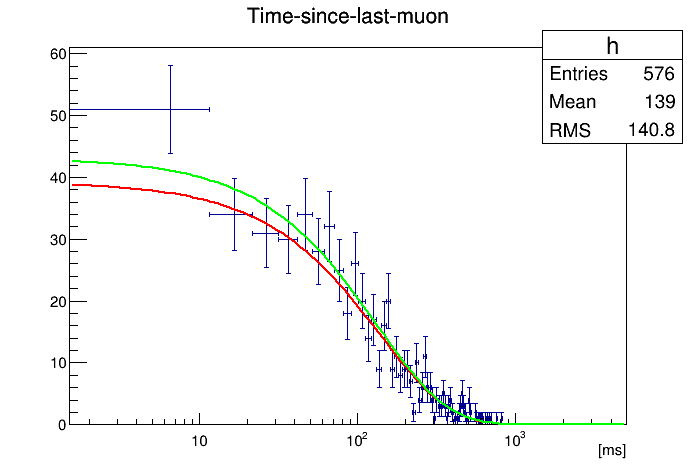 Time-since-last-muon
h
Entries 576
Mean 139
RMS 140.8
60
50
40
30
20
10
0
10 10² 10³
[ms]